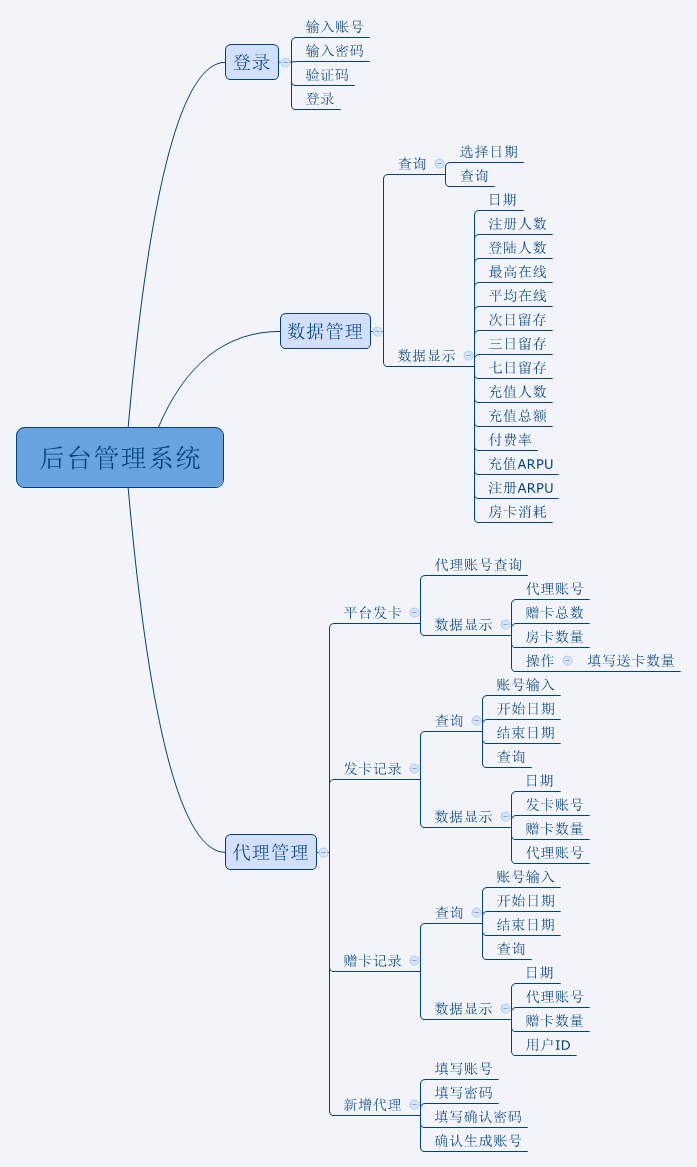 后台管理系统
登录
输入账号
输入密码
验证码
登录
数据管理
查询
选择日期
查询
数据显示
日期
注册人数
登陆人数
最高在线
平均在线
次日留存
三日留存
七日留存
充值人数
充值总额
付费率
充值ARPU
注册ARPU
房卡消耗
代理管理
平台发卡
代理账号查询
数据显示
代理账号
赠卡总数
房卡数量
操作
填写送卡数量
发卡记录
查询
账号输入
开始日期
结束日期
查询
数据显示
日期
发卡账号
赠卡数量
代理账号
赠卡记录
查询
账号输入
开始日期
结束日期
查询
数据显示
日期
代理账号
赠卡数量
用户ID
新增代理
填写账号
填写密码
填写确认密码
确认生成账号